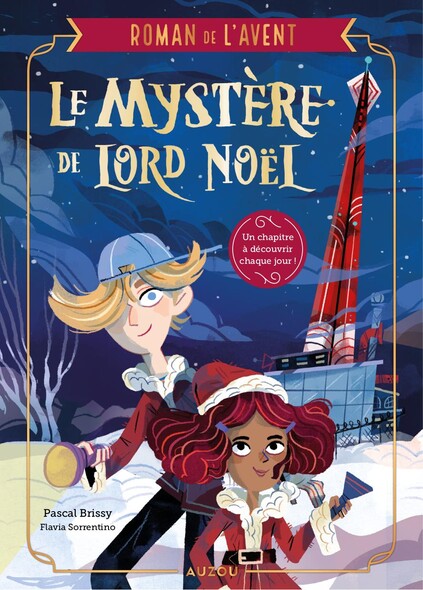 ROMAN DE L'AVENT
LE MYSTÈRE
DE LORD NOËL
Un chapitre
à découvrir
chaque jour !
Pascal Brissy
Flavia Sorrentino
AUZOU